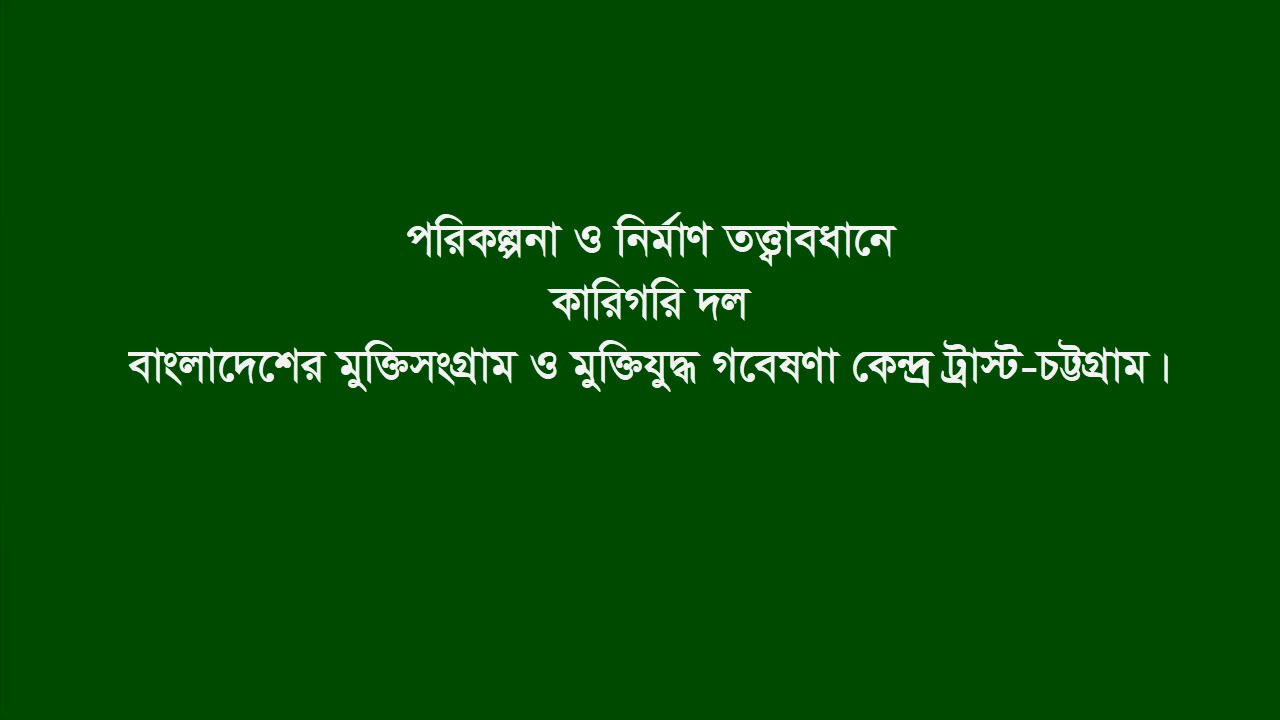 পরিকল্পনা ও নির্মাণ তত্ত্বাবধানে
কারিগরি দল
বাংলাদেশের মুক্তিসংগ্রাম ও মুক্তিযুদ্ধ গবেষণা কেন্দ্র ট্রাস্ট-চট্টগ্রাম।